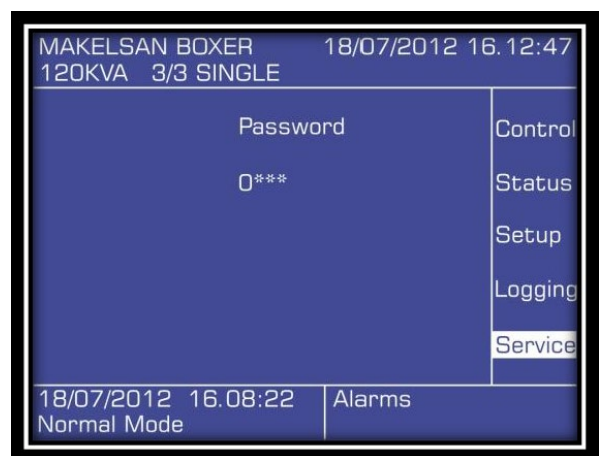 MAKELSAN BOXER 18/07/2012 16.12:47
120KVA 3/3 SINGLE
Password
0***
Control
Status
Setup
Logging
Service
18/07/2012 16.08:22
Normal Mode
Alarms